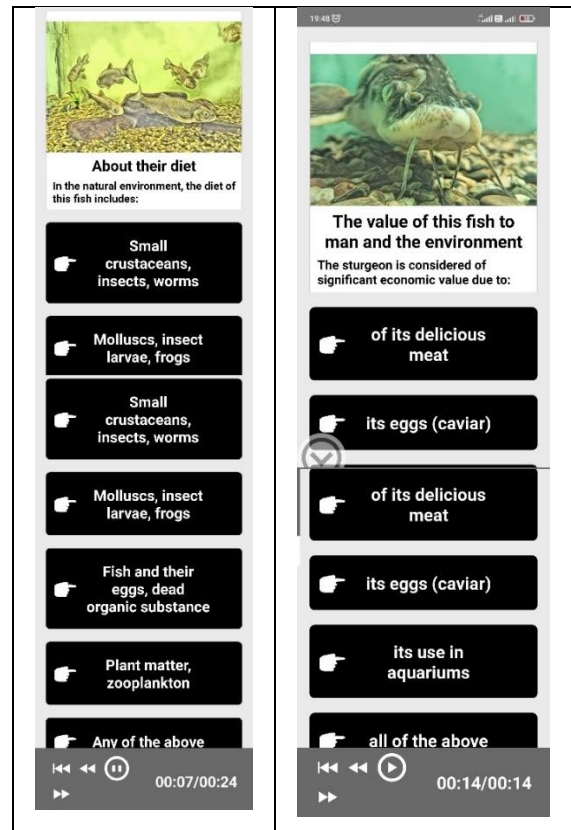 About their diet
In the natural environment, the diet of
this fish includes:
Small
crustaceans,
insects, worms
Molluscs, insect
larvae, frogs
Small
crustaceans,
insects, worms
Molluscs, insect
larvae, frogs
Fish and their
eggs, dead
organic substance
Plant matter,
zooplankton
Any of the above
00:07/00:24
19:48
The value of this fish to
man and the environment
The sturgeon is considered of
significant economic value due to:
of its delicious
meat
its eggs (caviar)
of its delicious
meat
its eggs (caviar)
its use in
aquariums
all of the above
00:14/00:14